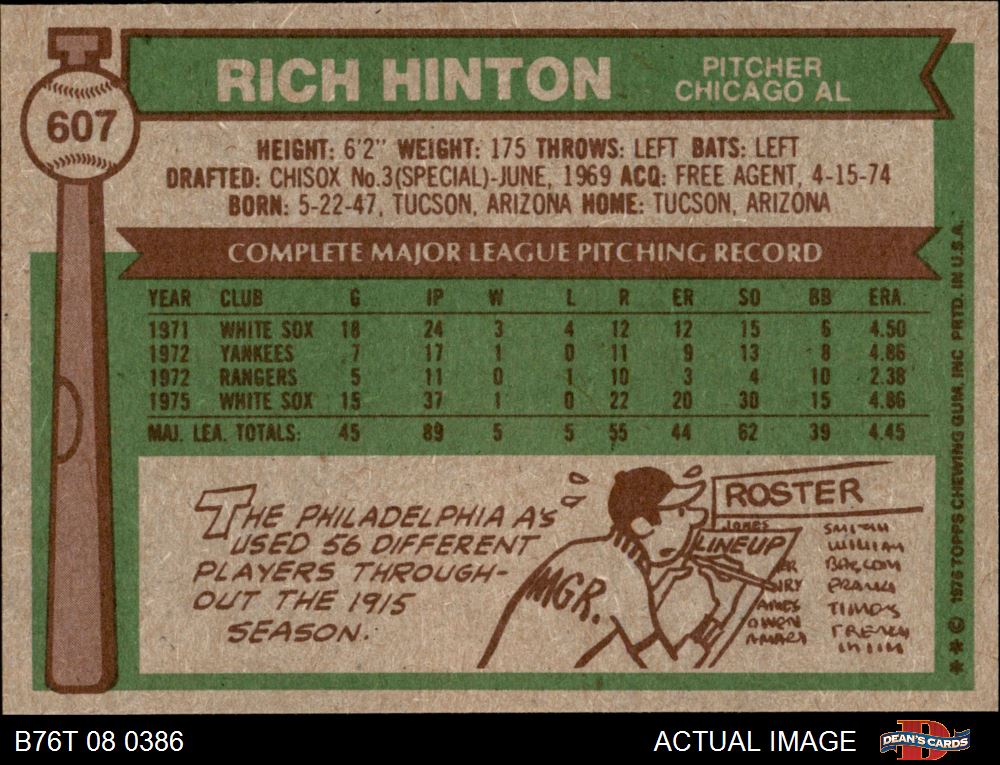 607
RICH HINTON
PITCHER
CHICAGO AL
HEIGHT: 6'2" WEIGHT: 175 THROWS: LEFT BATS: LEFT
DRAFTED: CHISOX No.3(SPECIAL)-JUNE, 1969 ACQ: FREE AGENT, 4-15-74
BORN: 5-22-47, TUCSON, ARIZONA HOME: TUCSON, ARIZONA
COMPLETE MAJOR LEAGUE PITCHING RECORD
YEAR CLUB G IP W L R ER SO BB ERA.
1971 WHITE SOX 18 24 3 4 12 12 15 6 4.50
1972 YANKEES 7 17 1 0 11 9 13 8 4.86
1972 RANGERS 5 11 0 1 10 3 4 10 2.38
1975 WHITE SOX 15 37 1 0 22 20 30 15 4.86
MAJ. LEA. TOTALS: 45 89 5 5 55 44 62 39 4.45
THE PHILADELPHIA A's
USED 56 DIFFERENT
PLAYERS THROUGH-
OUT THE 1915
SEASON.
MGR.
ROSTER
JONES
LINEUP
SMITH
OWEN
FRENCH
** © 1976 TOPPS CHEWING GUM, INC PRTD. IN U.S.A.
B76T 08 0386
ACTUAL IMAGE
DEAN'S CARDS